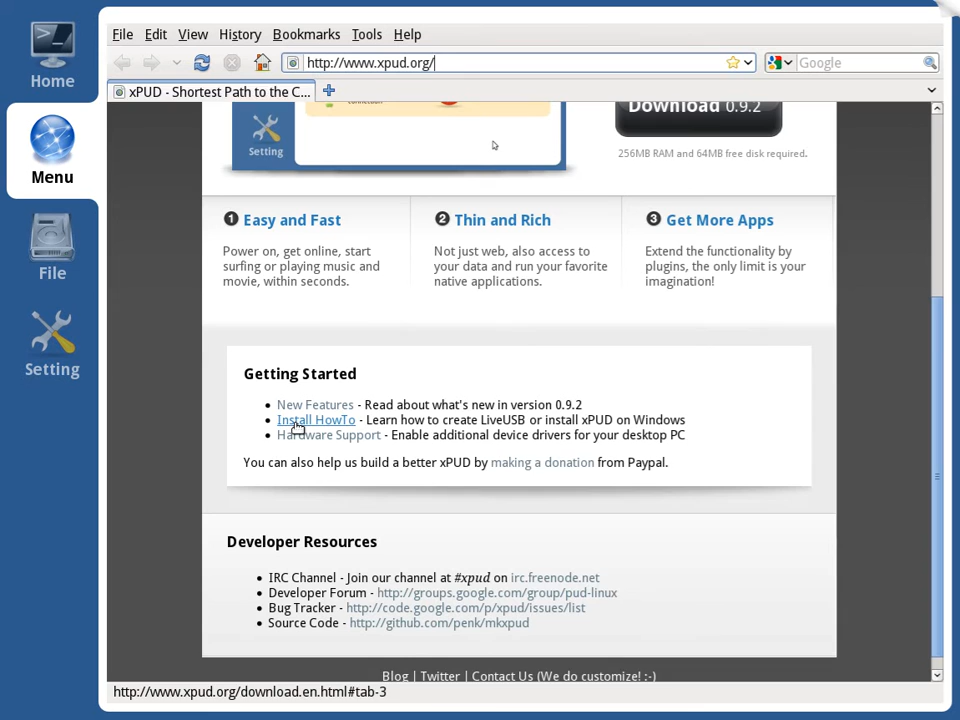 Home
Menu
File
Setting
File Edit View History Bookmarks Tools Help
http://www.xpud.org/
Google
xPUD - Shortest Path to the C...
connection
Setting
Download 0.9.2
256MB RAM and 64MB free disk required.
1 Easy and Fast
Power on, get online, start
surfing or playing music and
movie, within seconds.
2 Thin and Rich
Not just web, also access to
your data and run your favorite
native applications.
3 Get More Apps
Extend the functionality by
plugins, the only limit is your
imagination!
Getting Started
• New Features - Read about what's new in version 0.9.2
• Install HowTo - Learn how to create LiveUSB or install xPUD on Windows
• Hardware Support - Enable additional device drivers for your desktop PC
You can also help us build a better xPUD by making a donation from Paypal.
Developer Resources
• IRC Channel - Join our channel at #xpud on irc.freenode.net
• Developer Forum - http://groups.google.com/group/pud-linux
• Bug Tracker - http://code.google.com/p/xpud/issues/list
• Source Code - http://github.com/penk/mkxpud
Blog | Twitter | Contact Us (We do customize! :-)
http://www.xpud.org/download.en.html#tab-3